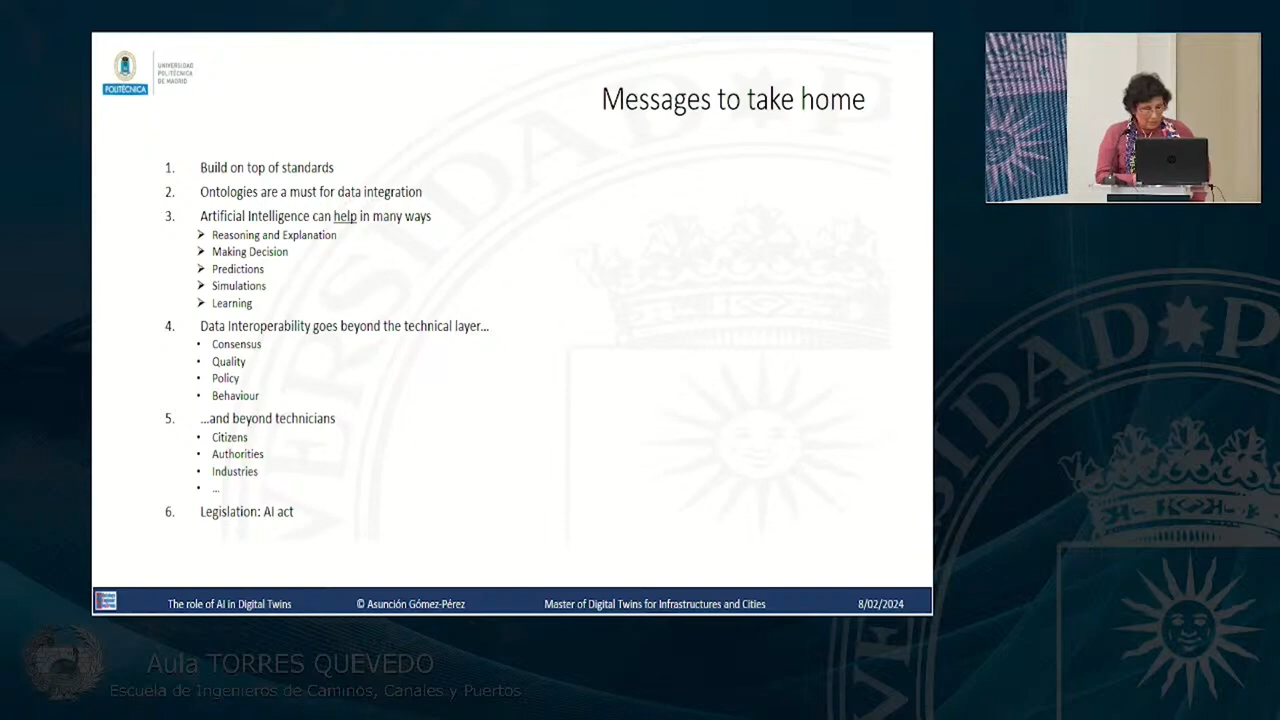 UNIVERSIDAD
POLITÉCNICA
DE MADRID
POLITÉCNICA
Messages to take home
1. Build on top of standards
2. Ontologies are a must for data integration
3. Artificial Intelligence can help in many ways
➢ Reasoning and Explanation
➢ Making Decision
➢ Predictions
➢ Simulations
➢ Learning
4. Data Interoperability goes beyond the technical layer...
• Consensus
• Quality
• Policy
• Behaviour
5. ...and beyond technicians
• Citizens
• Authorities
• Industries
• ...
6. Legislation: AI act
The role of AI in Digital Twins © Asunción Gómez-Pérez Master of Digital Twins for Infrastructures and Cities 8/02/2024
VERSIDAD P
VERSIDAD P
Aula TORRES QUEVEDO
Escuela de Ingenieros de Caminos, Canales y Puertos